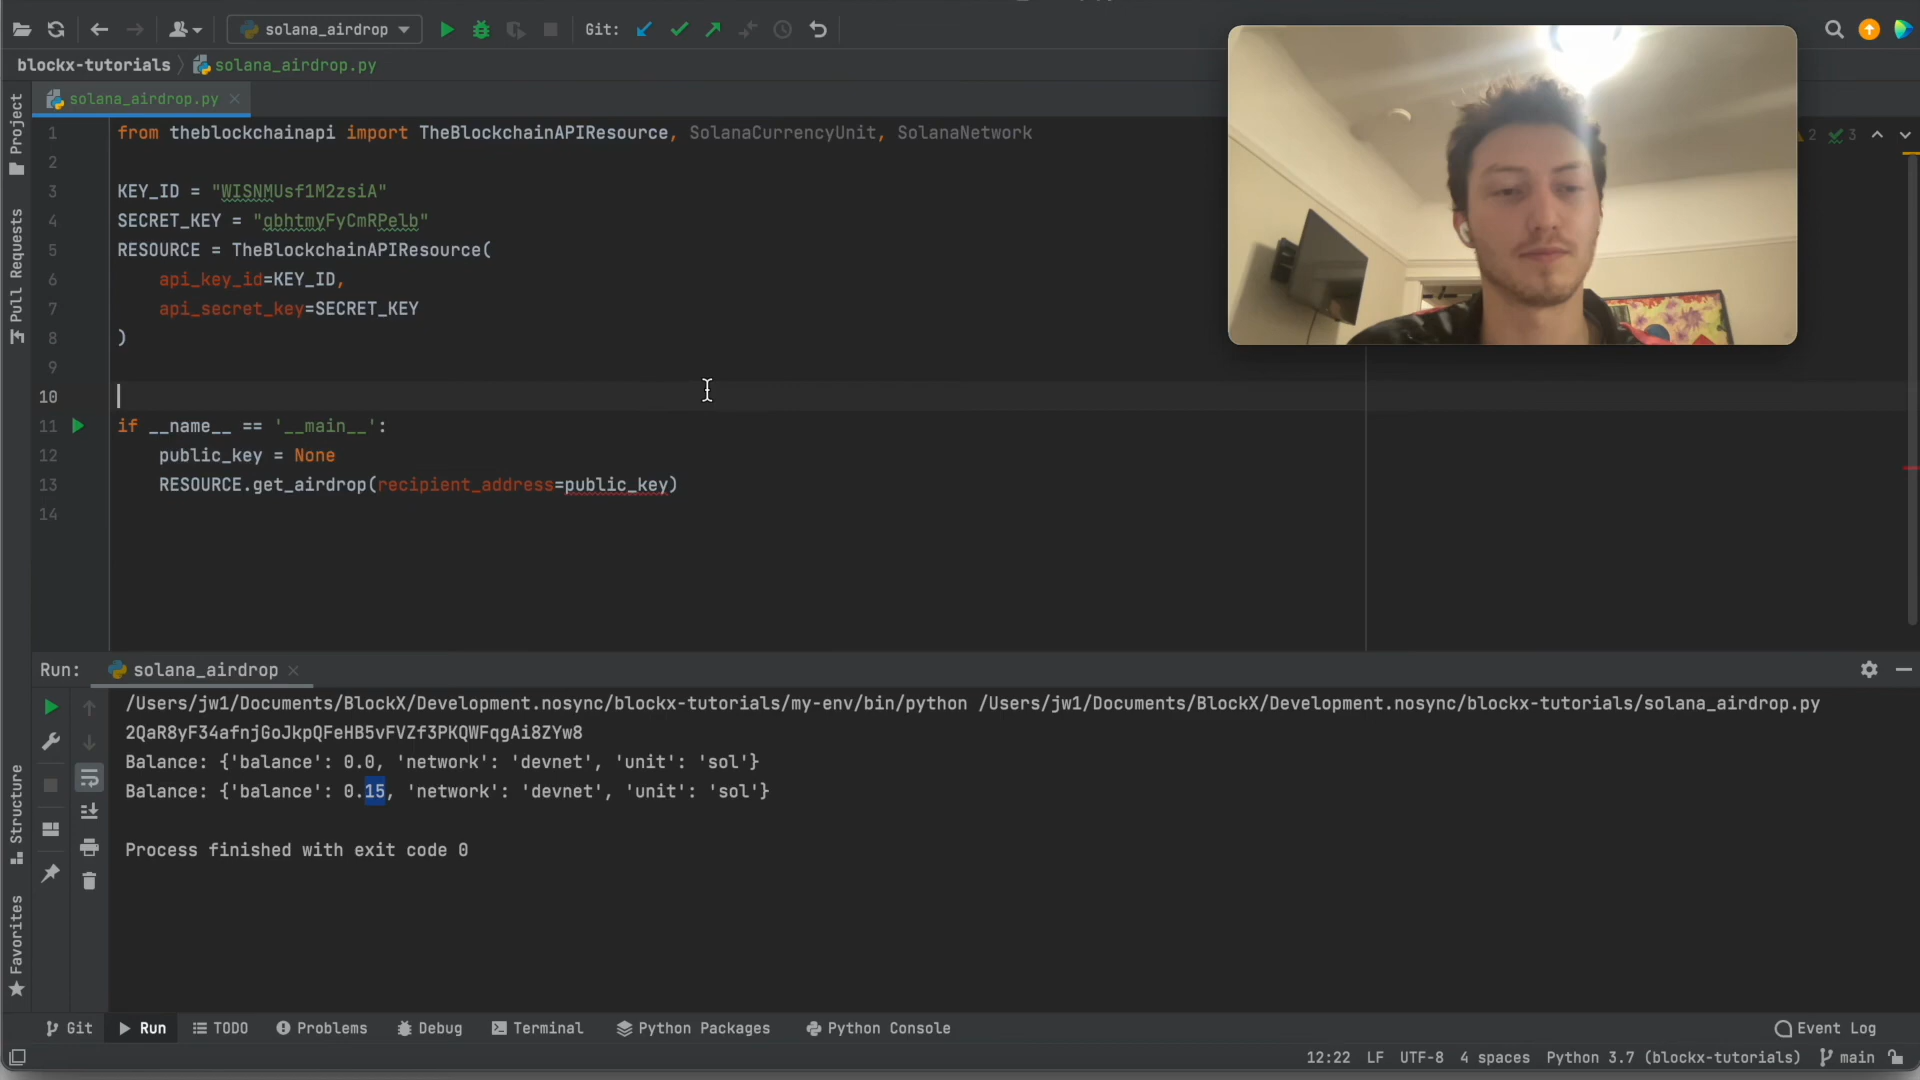 solana_airdrop
Git:
blockx-tutorials
solana_airdrop.py
solana_airdrop.py
Project
Pull Requests
Structure
Favorites
2
3
1 from theblockchainapi import TheBlockchainAPIResource, SolanaCurrencyUnit, SolanaNetwork
2
3 KEY_ID = "WISNMUsf1M2zsiA"
4 SECRET_KEY = "gbhtmyFyCmRPelb"
5 RESOURCE = TheBlockchainAPIResource(
6 api_key_id=KEY_ID,
7 api_secret_key=SECRET_KEY
8 )
9
10
11 if __name__ == '__main__':
12 public_key = None
13 RESOURCE.get_airdrop(recipient_address=public_key)
14
Run:
solana_airdrop
/Users/jw1/Documents/BlockX/Development.nosync/blockx-tutorials/my-env/bin/python /Users/jw1/Documents/BlockX/Development.nosync/blockx-tutorials/solana_airdrop.py
2QaR8yF34afnjGoJkpQFeHB5vFVZf3PKQWFqgAi8ZYw8
Balance: {'balance': 0.0, 'network': 'devnet', 'unit': 'sol'}
Balance: {'balance': 0.15, 'network': 'devnet', 'unit': 'sol'}
Process finished with exit code 0
Git
Run
TODO
Problems
Debug
Terminal
Python Packages
Python Console
Event Log
12:22 LF UTF-8 4 spaces Python 3.7 (blockx-tutorials) main